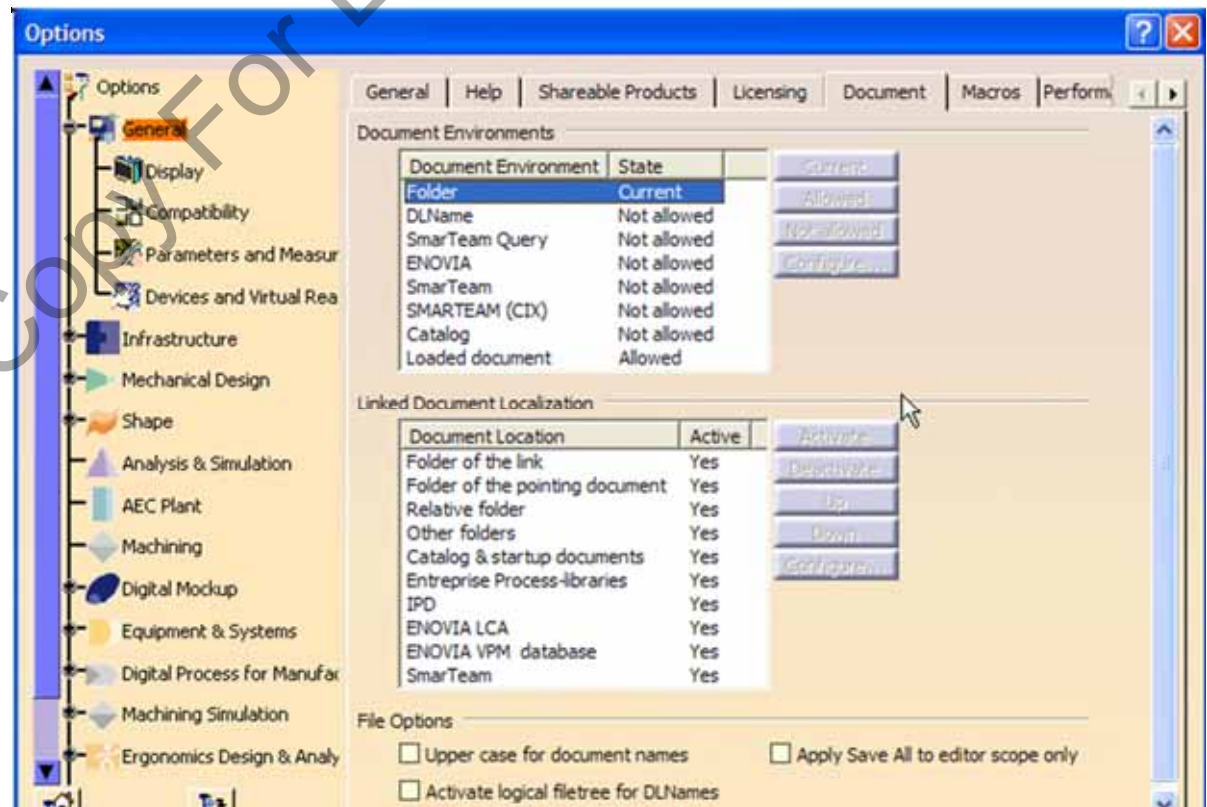 Options
Options
General
Display
Compatibility
Parameters and Measur
Devices and Virtual Rea
Infrastructure
Mechanical Design
Shape
Analysis & Simulation
AEC Plant
Machining
Digital Mockup
Equipment & Systems
Digital Process for Manufac
Machining Simulation
Ergonomics Design & Analy
General Help Shareable Products Licensing Document Macros Perform
Document Environments
Document Environment State
Folder Current
DLName Not allowed
SmarTeam Query Not allowed
ENOVIA Not allowed
SmarTeam Not allowed
SMARTEAM (CIX) Not allowed
Catalog Not allowed
Loaded document Allowed
Current
Allowed
Not allowed
Configure...
Linked Document Localization
Document Location Active
Folder of the link Yes
Folder of the pointing document Yes
Relative folder Yes
Other folders Yes
Catalog & startup documents Yes
Entreprise Process-libraries Yes
IPD Yes
ENOVIA LCA Yes
ENOVIA VPM database Yes
SmarTeam Yes
Activate
Deactivate
Up
Down
Configure...
File Options
Upper case for document names
Apply Save All to editor scope only
Activate logical filetree for DLNames
Copy For